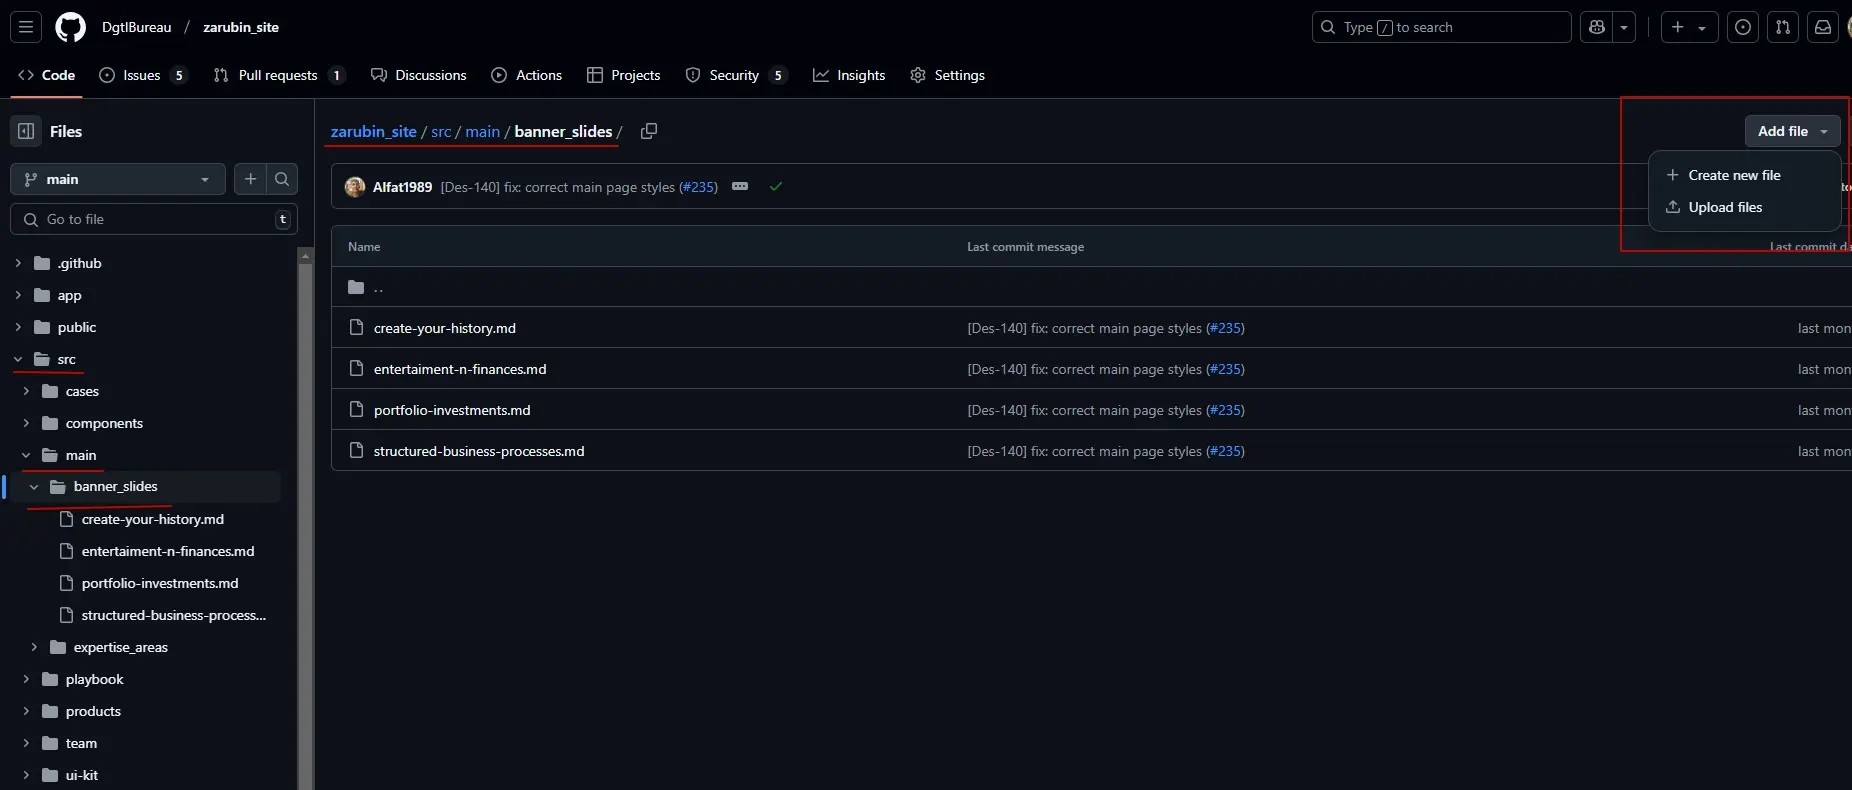 DgtlBureau / zarubin_site
Type / to search
Code
Issues 5
Pull requests 1
Discussions
Actions
Projects
Security 5
Insights
Settings
Files
main
Go to file
t
.github
app
public
src
cases
components
main
banner_slides
create-your-history.md
entertaiment-n-finances.md
portfolio-investments.md
structured-business-process...
expertise_areas
playbook
products
team
ui-kit
zarubin_site / src / main / banner_slides /
Add file
Create new file
Upload files
Alfat1989 [Des-140] fix: correct main page styles (#235)
Name Last commit message Last commit da
..
create-your-history.md [Des-140] fix: correct main page styles (#235) last mon
entertaiment-n-finances.md [Des-140] fix: correct main page styles (#235) last mon
portfolio-investments.md [Des-140] fix: correct main page styles (#235) last mon
structured-business-processes.md [Des-140] fix: correct main page styles (#235) last mon